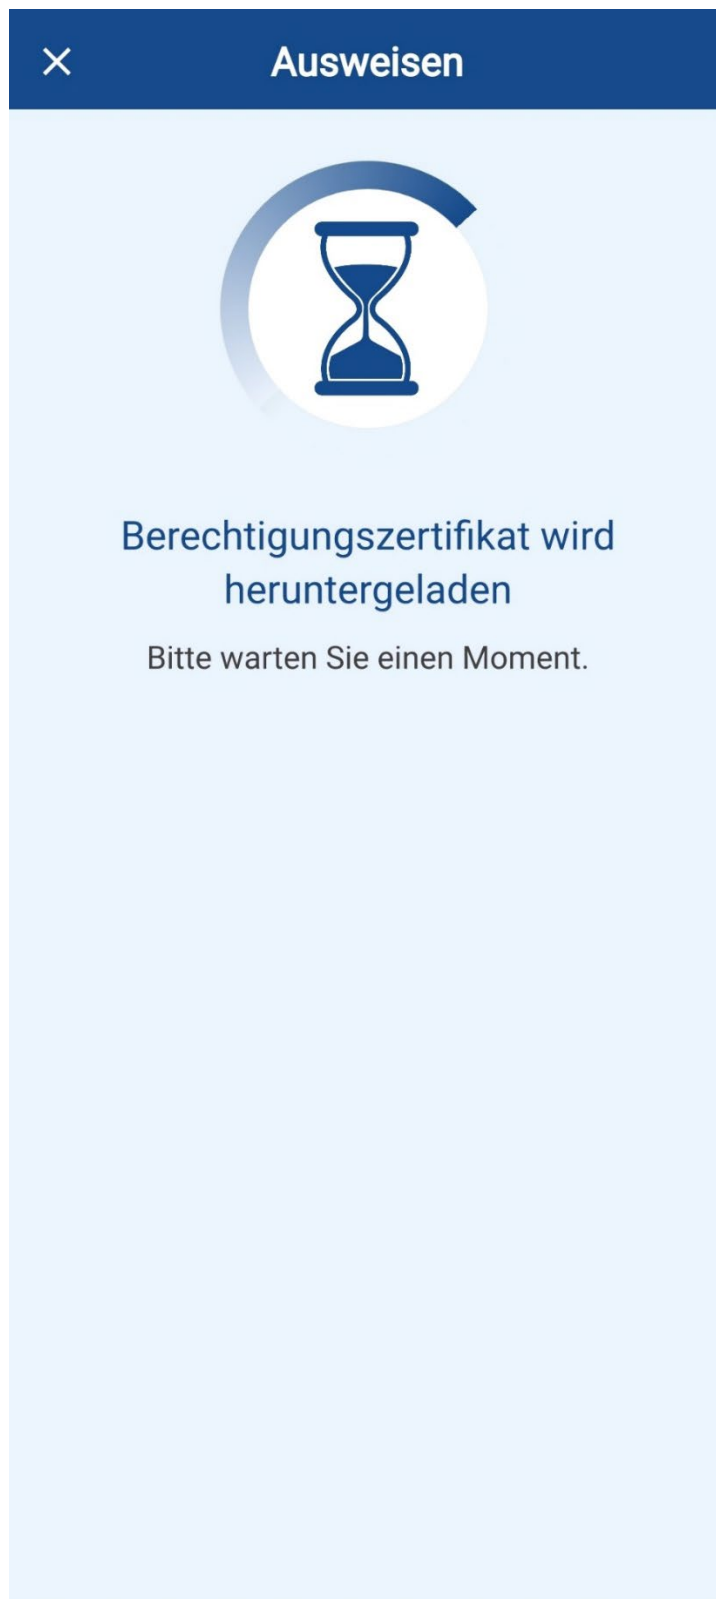 Ausweisen
Berechtigungszertifikat wird
heruntergeladen
Bitte warten Sie einen Moment.